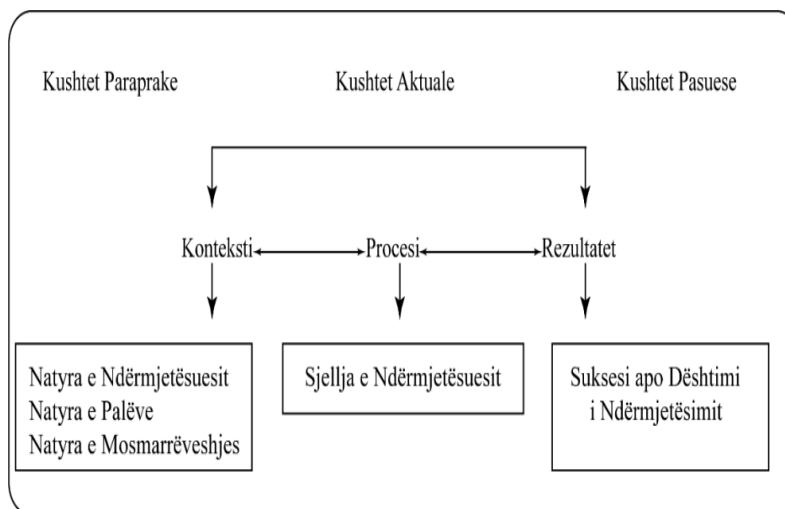 Kushtet Paraprake
Kushtet Aktuale
Kushtet Pasuese
Konteksti
Procesi
Rezultatet
Natyra e Ndërmjetësuesit
Natyra e Palëve
Natyra e Mosmarrëveshjes
Sjellja e Ndërmjetësuesit
Suksesi apo Dështimi
i Ndërmjetësimit